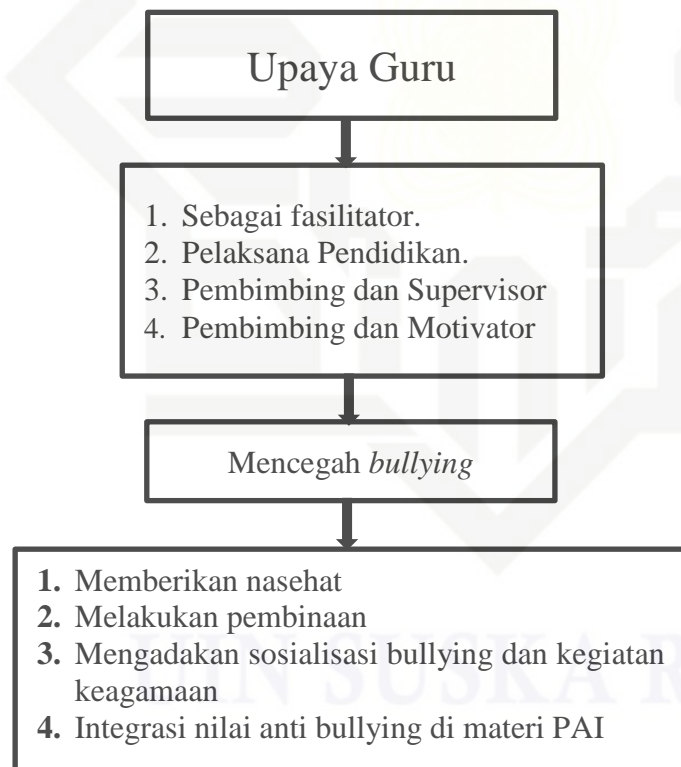 Upaya Guru
1. Sebagai fasilitator.
2. Pelaksana Pendidikan.
3. Pembimbing dan Supervisor
4. Pembimbing dan Motivator
Mencegah bullying
1. Memberikan nasehat
2. Melakukan pembinaan
3. Mengadakan sosialisasi bullying dan kegiatan
keagamaan
4. Integrasi nilai anti bullying di materi PAI
UIN SUSKA R